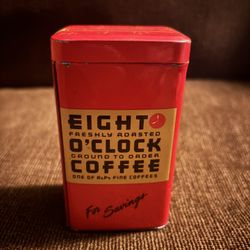 EIGHT
FRESHLY ROASTED
O'CLOCK
GROUND TO ORDER
COFFEE
ONE OF A&P's FINE COFFEES
For Savings